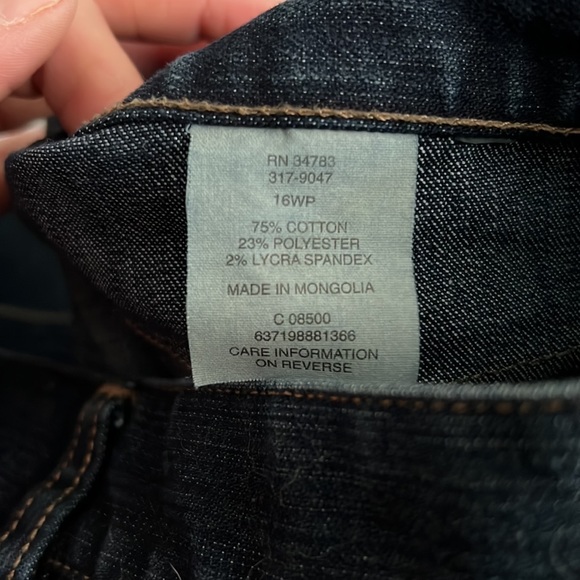 RN 34783
317-9047
16WP
75% COTTON
23% POLYESTER
2% LYCRA SPANDEX
MADE IN MONGOLIA
C 08500
637198881366
CARE INFORMATION
ON REVERSE